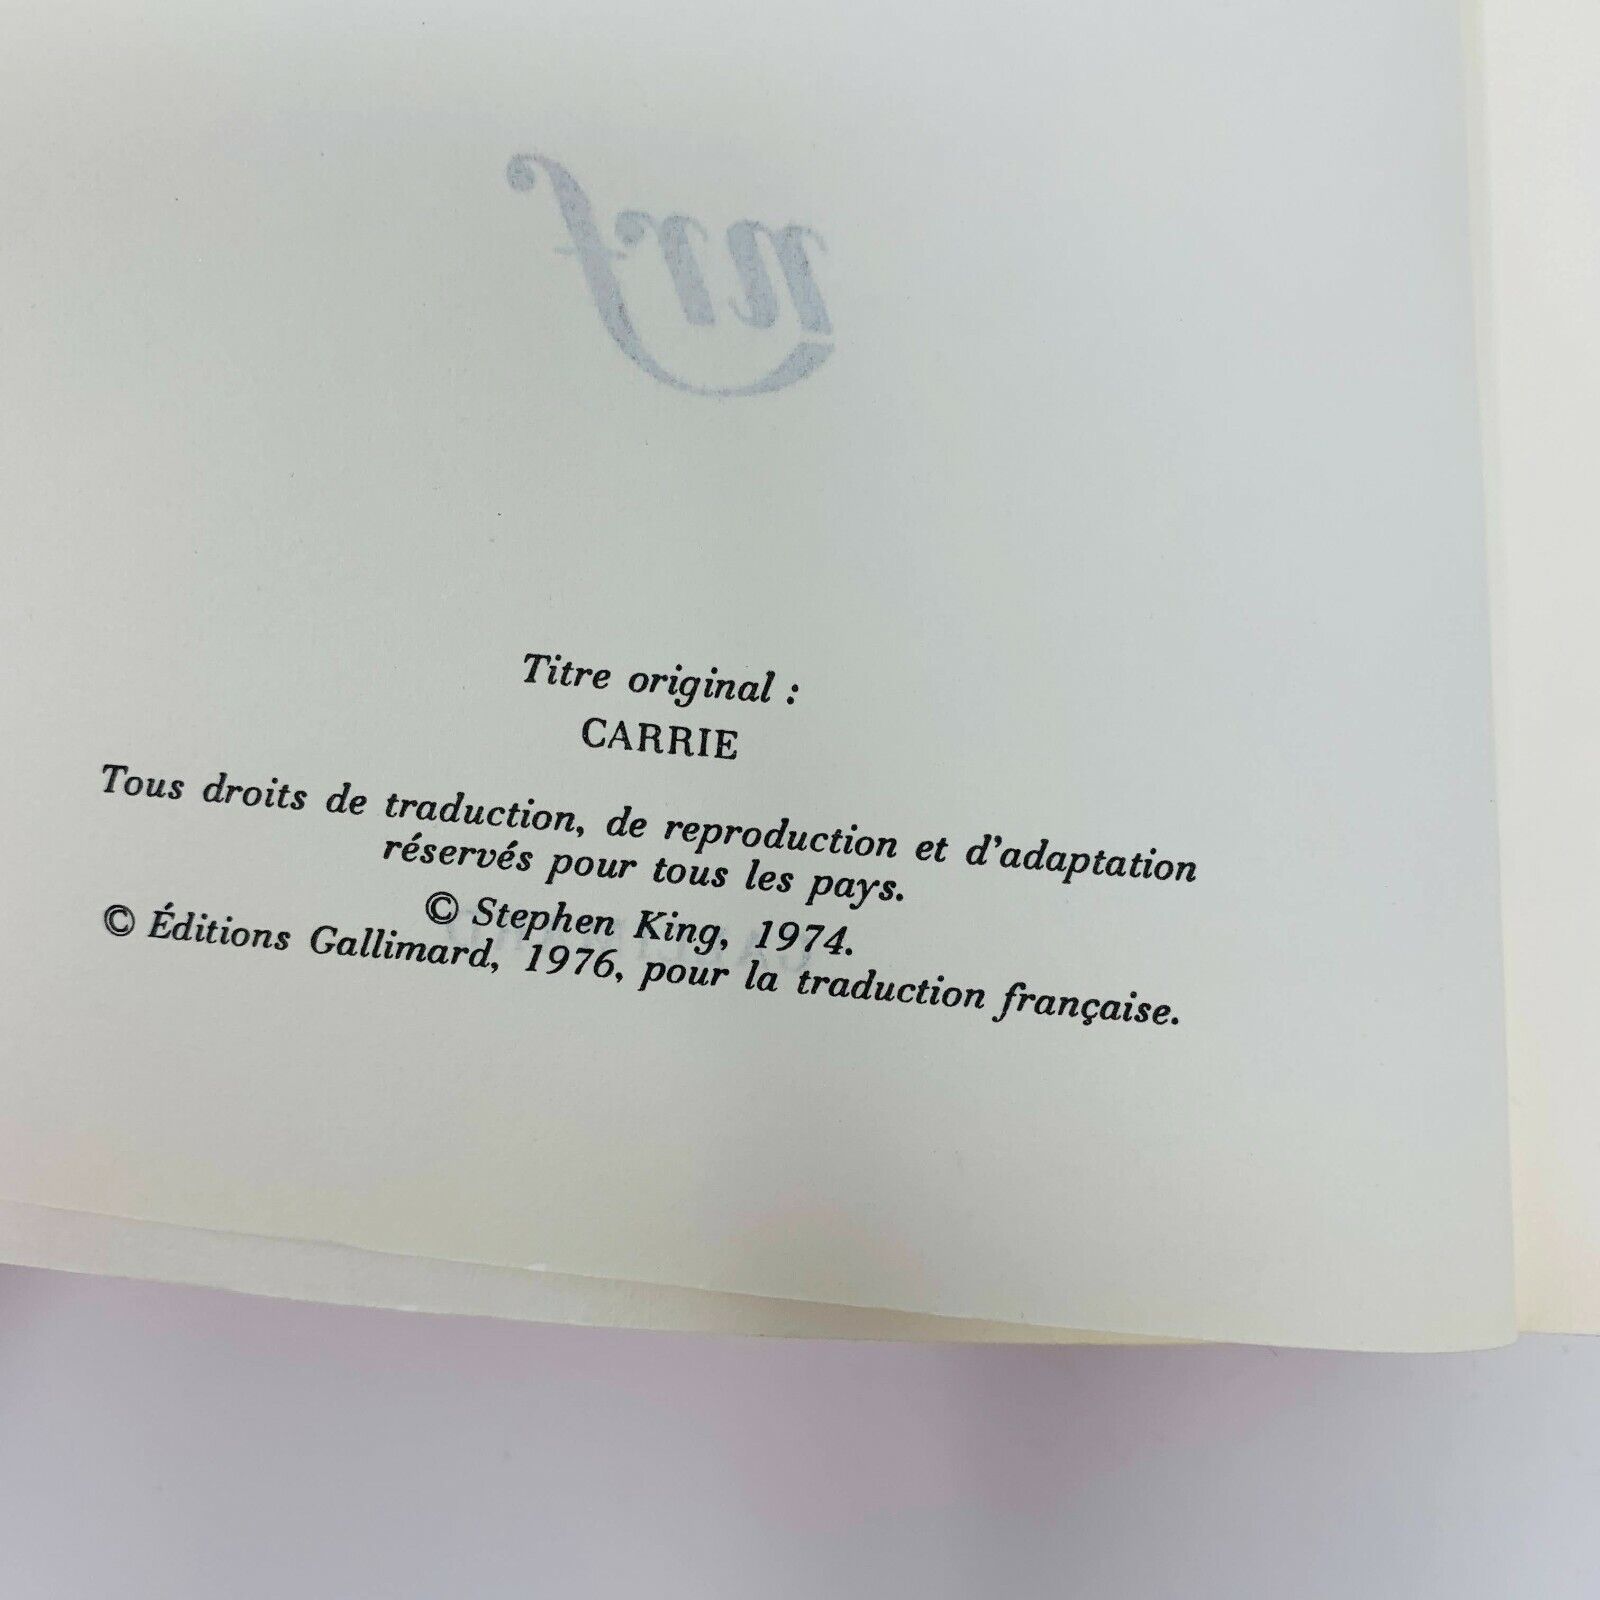 nrf
Titre original :
CARRIE
Tous droits de traduction, de reproduction et d'adaptation
réservés pour tous les pays.
© Stephen King, 1974.
© Éditions Gallimard, 1976, pour la traduction française.